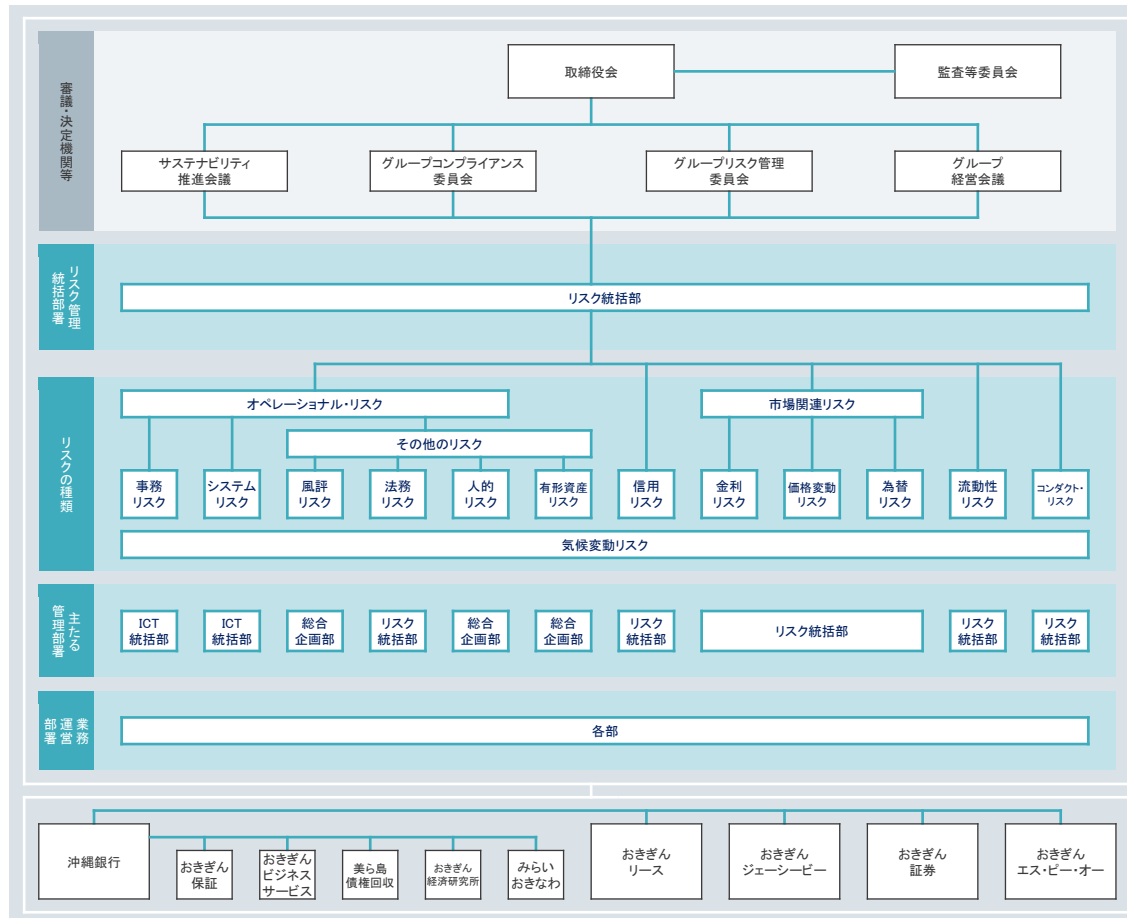 審議・決定機関等
取締役会
監査等委員会
サステナビリティ
推進会議
グループコンプライアンス
委員会
グループリスク管理
委員会
グループ
経営会議
リスク管理
統括部署
リスク統括部
リスクの種類
オペレーショナル・リスク
市場関連リスク
その他のリスク
事務
リスク
システム
リスク
風評
リスク
法務
リスク
人的
リスク
有形資産
リスク
信用
リスク
金利
リスク
価格変動
リスク
為替
リスク
流動性
リスク
コンダクト・
リスク
気候変動リスク
主たる
管理部署
ICT
統括部
ICT
統括部
総合
企画部
リスク
統括部
総合
企画部
総合
企画部
リスク
統括部
リスク統括部
リスク
統括部
リスク
統括部
業務
運営
部署
各部
沖縄銀行
おきぎん
保証
おきぎん
ビジネス
サービス
美ら島
債権回収
おきぎん
経済研究所
みらい
おきなわ
おきぎん
リース
おきぎん
ジェーシービー
おきぎん
証券
おきぎん
エス・ピー・オー